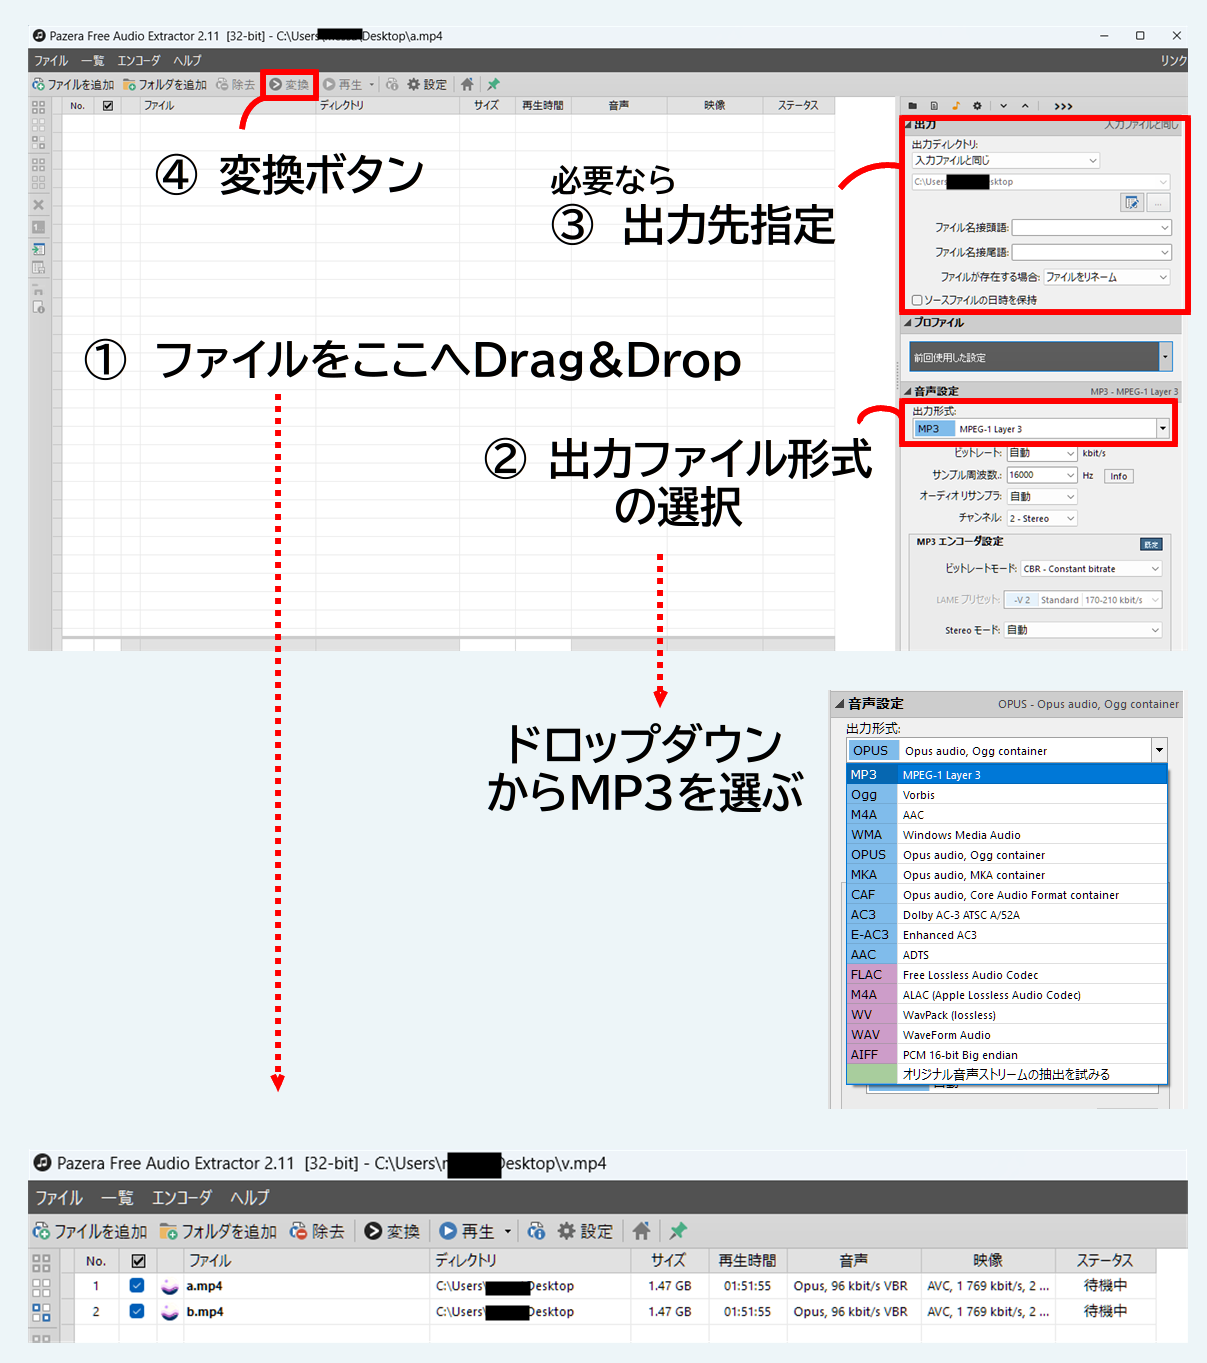 Pazera Free Audio Extractor 2.11 [32-bit] - C:\Users Desktop\a.mp4
ファイル 一覧 エンコーダ ヘルプ リンク
ファイルを追加 フォルダを追加 除去 変換 再生 設定
No. ファイル ディレクトリ サイズ 再生時間 音声 映像 ステータス
④ 変換ボタン
必要なら
③ 出力先指定
① ファイルをここへDrag&Drop
② 出力ファイル形式
の選択
>>>
出力 入力ファイルと同じ
出力ディレクトリ:
入力ファイルと同じ
C:\Users sktop
...
ファイル名接頭語:
ファイル名接尾語:
ファイルが存在する場合: ファイルをリネーム
ソースファイルの日時を保持
プロファイル
前回使用した設定
音声設定 MP3 - MPEG-1 Layer 3
出力形式:
MP3 MPEG-1 Layer 3
ビットレート: 自動 kbit/s
サンプル周波数.: 16000 Hz Info
オーディオリサンプラ: 自動
チャンネル: 2 - Stereo
MP3 エンコーダ設定 既定
ビットレートモード: CBR - Constant bitrate
LAME プリセット: -V 2 Standard 170-210 kbit/s
Stereo モード: 自動
ドロップダウン
からMP3を選ぶ
音声設定 OPUS - Opus audio, Ogg container
出力形式:
OPUS Opus audio, Ogg container
MP3 MPEG-1 Layer 3
Ogg Vorbis
M4A AAC
WMA Windows Media Audio
OPUS Opus audio, Ogg container
MKA Opus audio, MKA container
CAF Opus audio, Core Audio Format container
AC3 Dolby AC-3 ATSC A/52A
E-AC3 Enhanced AC3
AAC ADTS
FLAC Free Lossless Audio Codec
M4A ALAC (Apple Lossless Audio Codec)
WV WavPack (lossless)
WAV WaveForm Audio
AIFF PCM 16-bit Big endian
オリジナル音声ストリームの抽出を試みる
Pazera Free Audio Extractor 2.11 [32-bit] - C:\Users\ Desktop\v.mp4
ファイル 一覧 エンコーダ ヘルプ
ファイルを追加 フォルダを追加 除去 変換 再生 設定
No. ファイル ディレクトリ サイズ 再生時間 音声 映像 ステータス
1 a.mp4 C:\Users\ Desktop 1.47 GB 01:51:55 Opus, 96 kbit/s VBR AVC, 1 769 kbit/s, 2 ... 待機中
2 b.mp4 C:\Users\ Desktop 1.47 GB 01:51:55 Opus, 96 kbit/s VBR AVC, 1 769 kbit/s, 2 ... 待機中